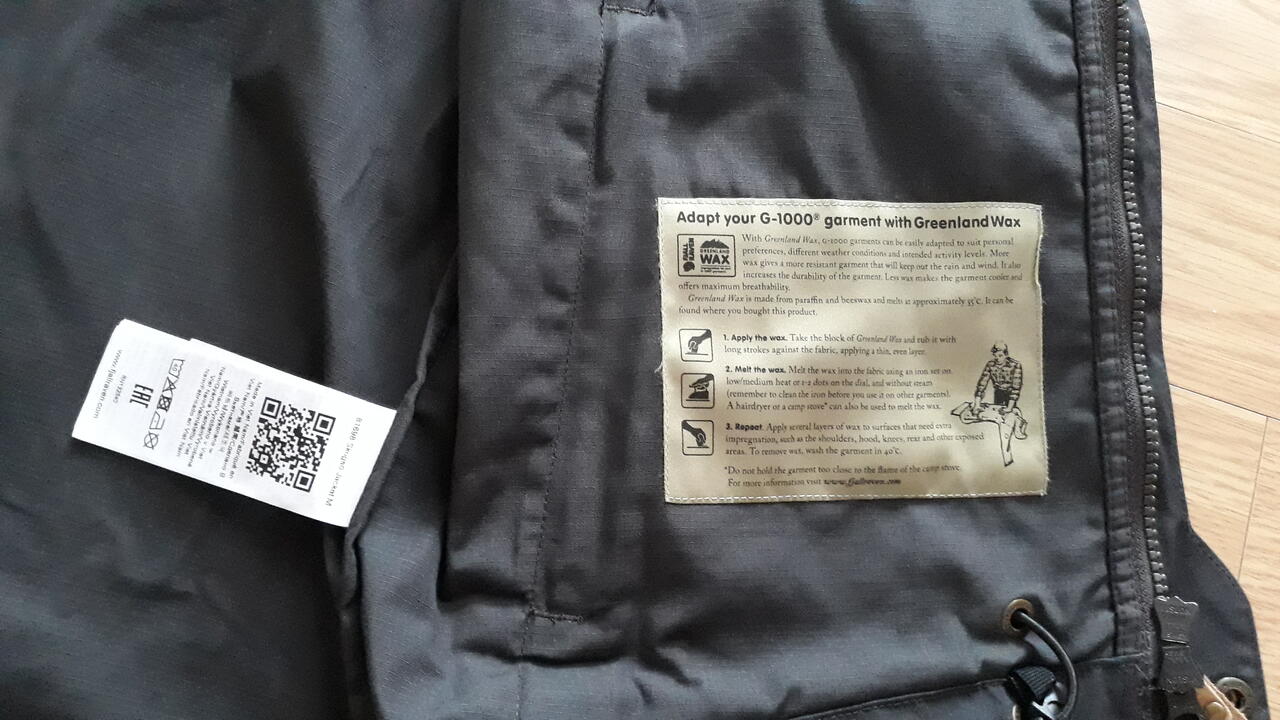 Adapt your G-1000® garment with Greenland Wax
FJÄLL
RÄVEN
GREENLAND
WAX
With Greenland Wax, G-1000 garments can be easily adapted to suit personal
preferences, different weather conditions and intended activity levels. More
wax gives a more resistant garment that will keep out the rain and wind. It also
increases the durability of the garment. Less wax makes the garment cooler and
offers maximum breathability.
Greenland Wax is made from paraffin and beeswax and melts at approximately 55°C. It can be
found where you bought this product.
1. Apply the wax. Take the block of Greenland Wax and rub it with
long strokes against the fabric, applying a thin, even layer.
2. Melt the wax. Melt the wax into the fabric using an iron set on
low/medium heat or 1-2 dots on the dial, and without steam
(remember to clean the iron before you use it on other garments).
A hairdryer or a camp stove* can also be used to melt the wax.
3. Repeat. Apply several layers of wax to surfaces that need extra
impregnation, such as the shoulders, hood, knees, rear and other exposed
areas. To remove wax, wash the garment in 40°C.
*Do not hold the garment too close to the flame of the camp stove.
For more information visit www.fjallraven.com
81698 Jacket M
Made in Viet Nam
EAC
40
www.fjallraven.com